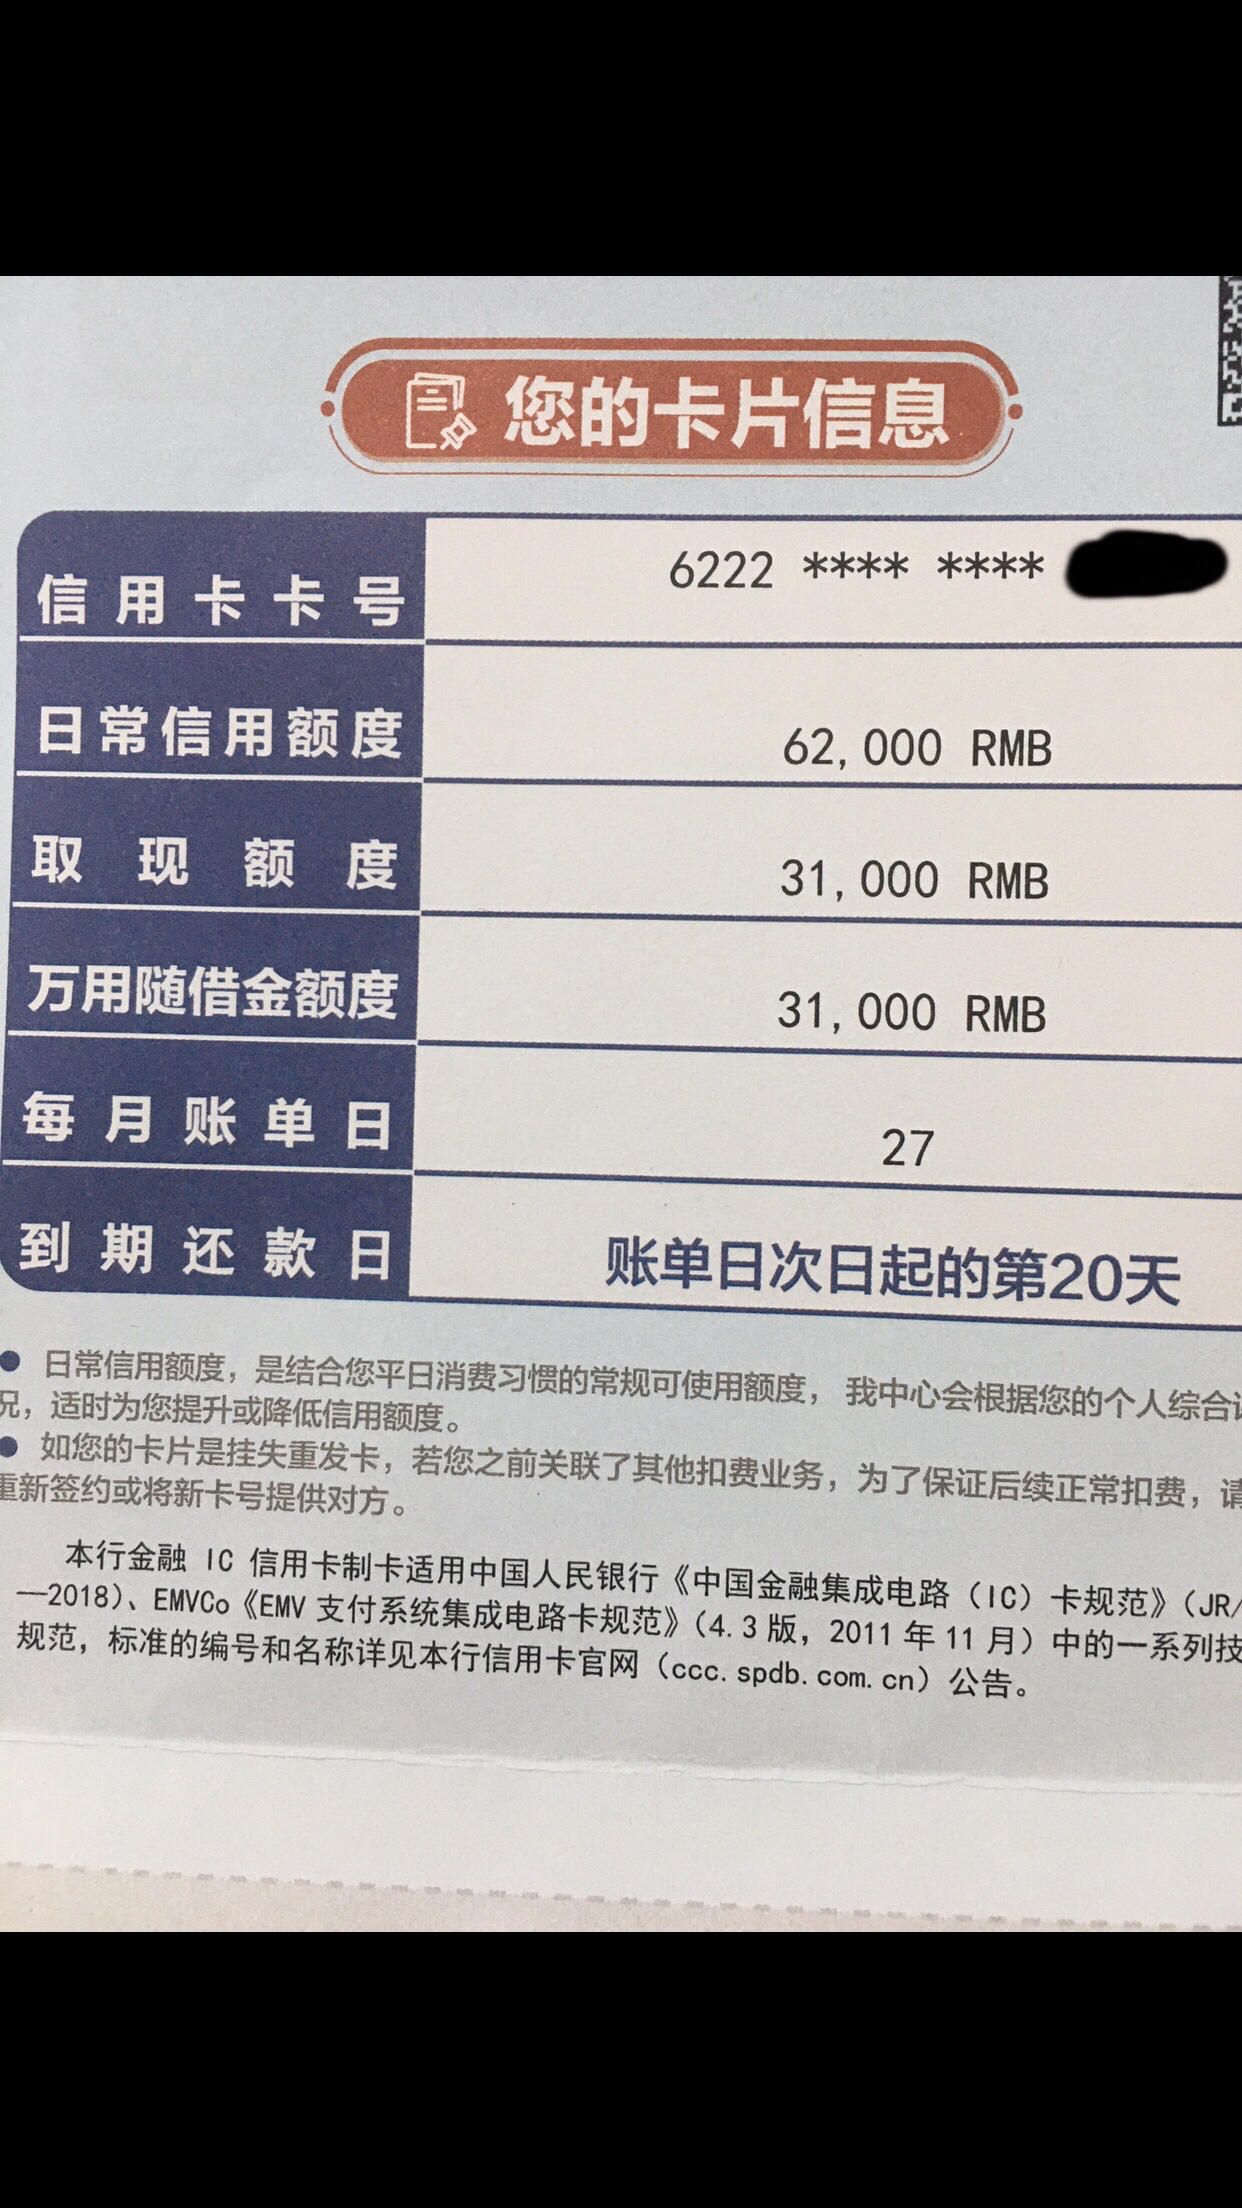 您的卡片信息
信用卡卡号 6222 **** ****
日常信用额度 62,000 RMB
取现额度 31,000 RMB
万用随借金额度 31,000 RMB
每月账单日 27
到期还款日 账单日次日起的第20天
● 日常信用额度，是结合您平日消费习惯的常规可使用额度，我中心会根据您的个人综合
况，适时为您提升或降低信用额度。
● 如您的卡片是挂失重发卡，若您之前关联了其他扣费业务，为了保证后续正常扣费，请
重新签约或将新卡号提供对方。
本行金融 IC 信用卡制卡适用中国人民银行《中国金融集成电路（IC）卡规范》（JR/
—2018）、EMVCo《EMV 支付系统集成电路卡规范》（4.3 版，2011 年 11 月）中的一系列技
规范，标准的编号和名称详见本行信用卡官网（ccc.spdb.com.cn）公告。